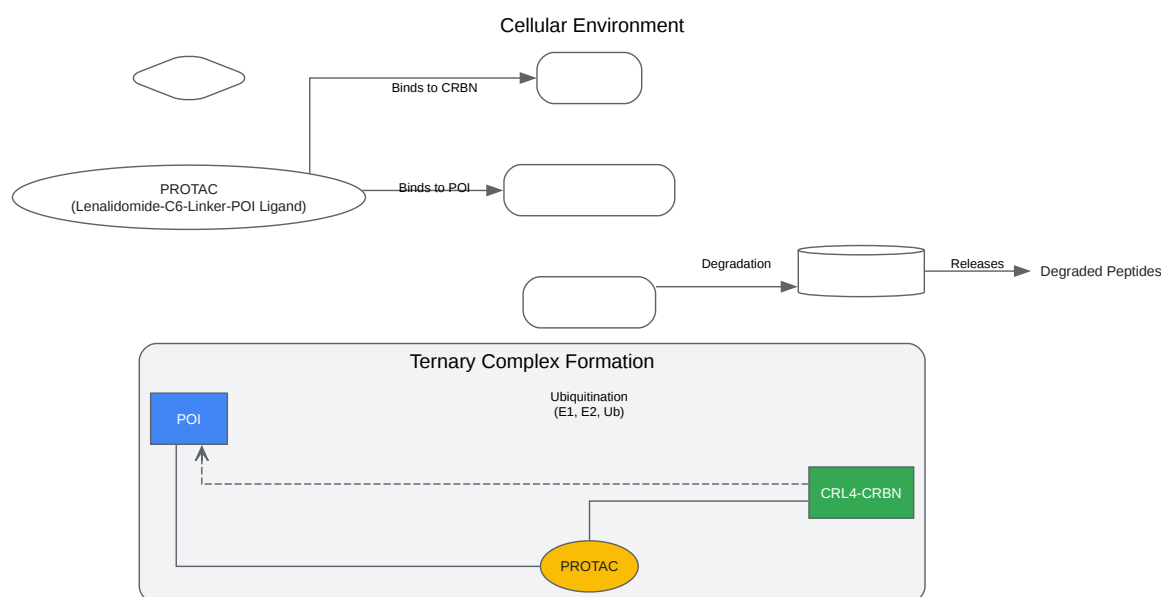 Cellular Environment
Binds to CRBN
PROTAC
(Lenalidomide-C6-Linker-POI Ligand)
Binds to POI
Degradation
Releases
Degraded Peptides
Ternary Complex Formation
Ubiquitination
(E1, E2, Ub)
POI
CRL4-CRBN
PROTAC